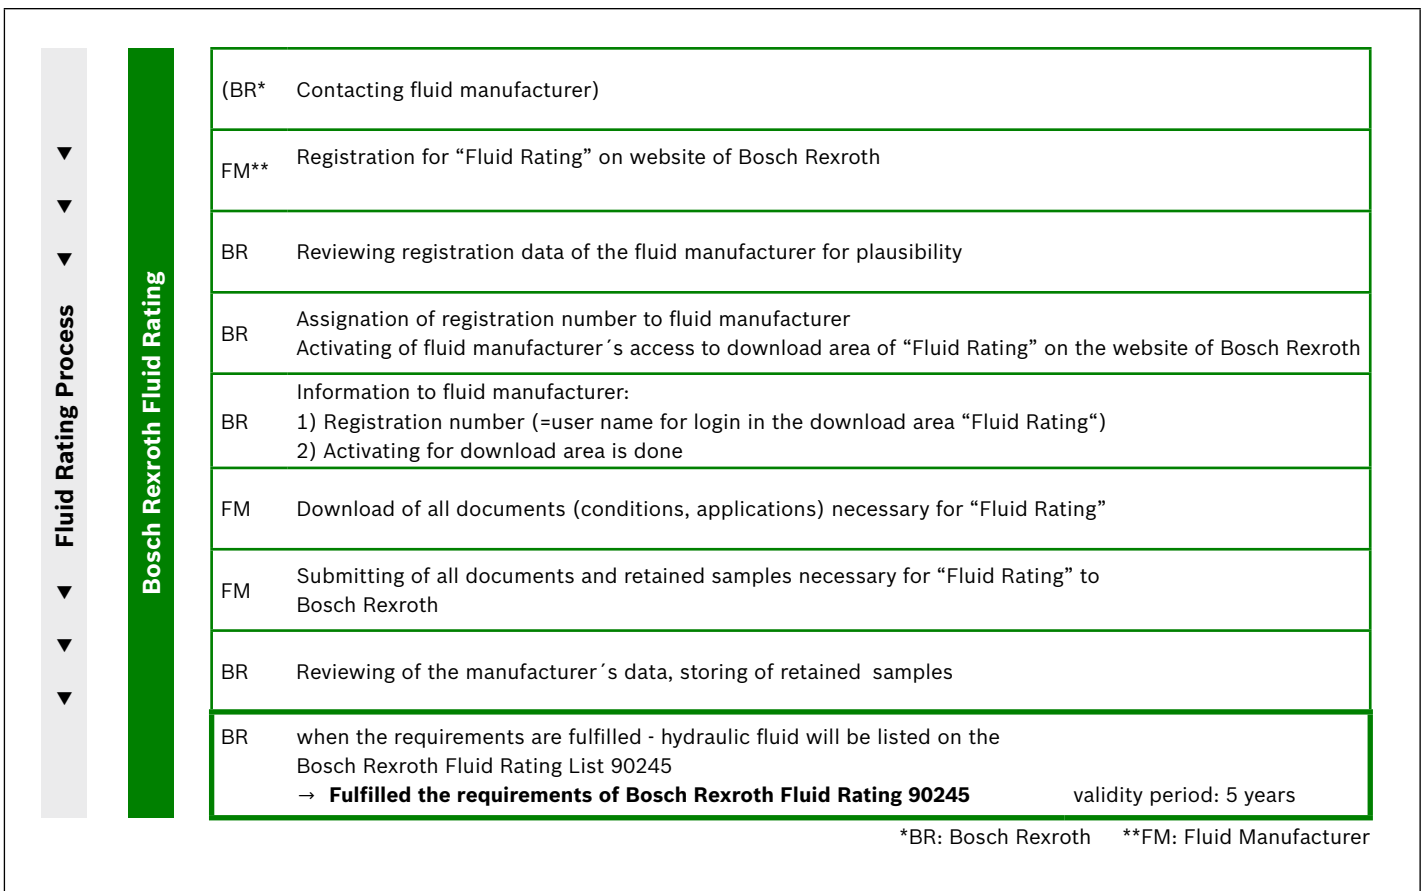 Fluid Rating Process
Bosch Rexroth Fluid Rating
(BR* Contacting fluid manufacturer)
FM** Registration for “Fluid Rating” on website of Bosch Rexroth
BR Reviewing registration data of the fluid manufacturer for plausibility
BR Assignation of registration number to fluid manufacturer
Activating of fluid manufacturer´s access to download area of “Fluid Rating” on the website of Bosch Rexroth
Information to fluid manufacturer:
BR 1) Registration number (=user name for login in the download area “Fluid Rating“)
2) Activating for download area is done
FM Download of all documents (conditions, applications) necessary for “Fluid Rating”
FM Submitting of all documents and retained samples necessary for “Fluid Rating” to
Bosch Rexroth
BR Reviewing of the manufacturer´s data, storing of retained samples
BR when the requirements are fulfilled - hydraulic fluid will be listed on the
Bosch Rexroth Fluid Rating List 90245
→ Fulfilled the requirements of Bosch Rexroth Fluid Rating 90245 validity period: 5 years
*BR: Bosch Rexroth **FM: Fluid Manufacturer